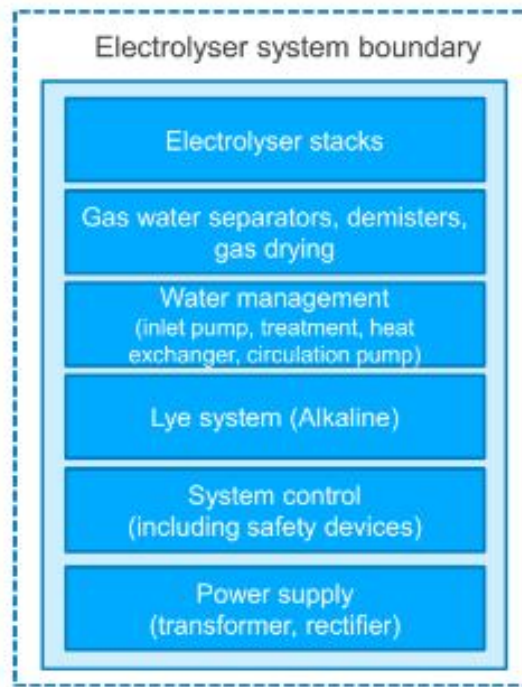 Electrolyser system boundary
Electrolyser stacks
Gas water separators, demisters,
gas drying
Water management
(inlet pump, treatment, heat
exchanger, circulation pump)
Lye system (Alkaline)
System control
(including safety devices)
Power supply
(transformer, rectifier)